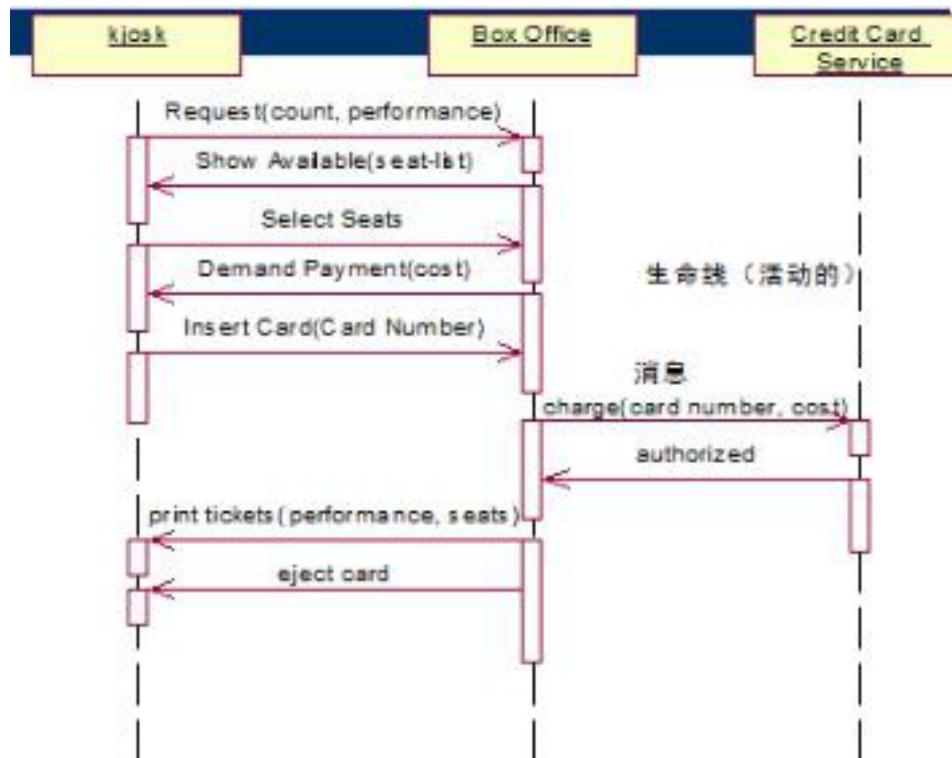 kjosk
Box Office
Credit Card
Service
Request(count, performance)
Show Available(seat-list)
Select Seats
Demand Payment(cost)
生命线（活动的）
Insert Card(Card Number)
消息
charge(card number, cost)
authorized
print tickets(performance, seats)
eject card